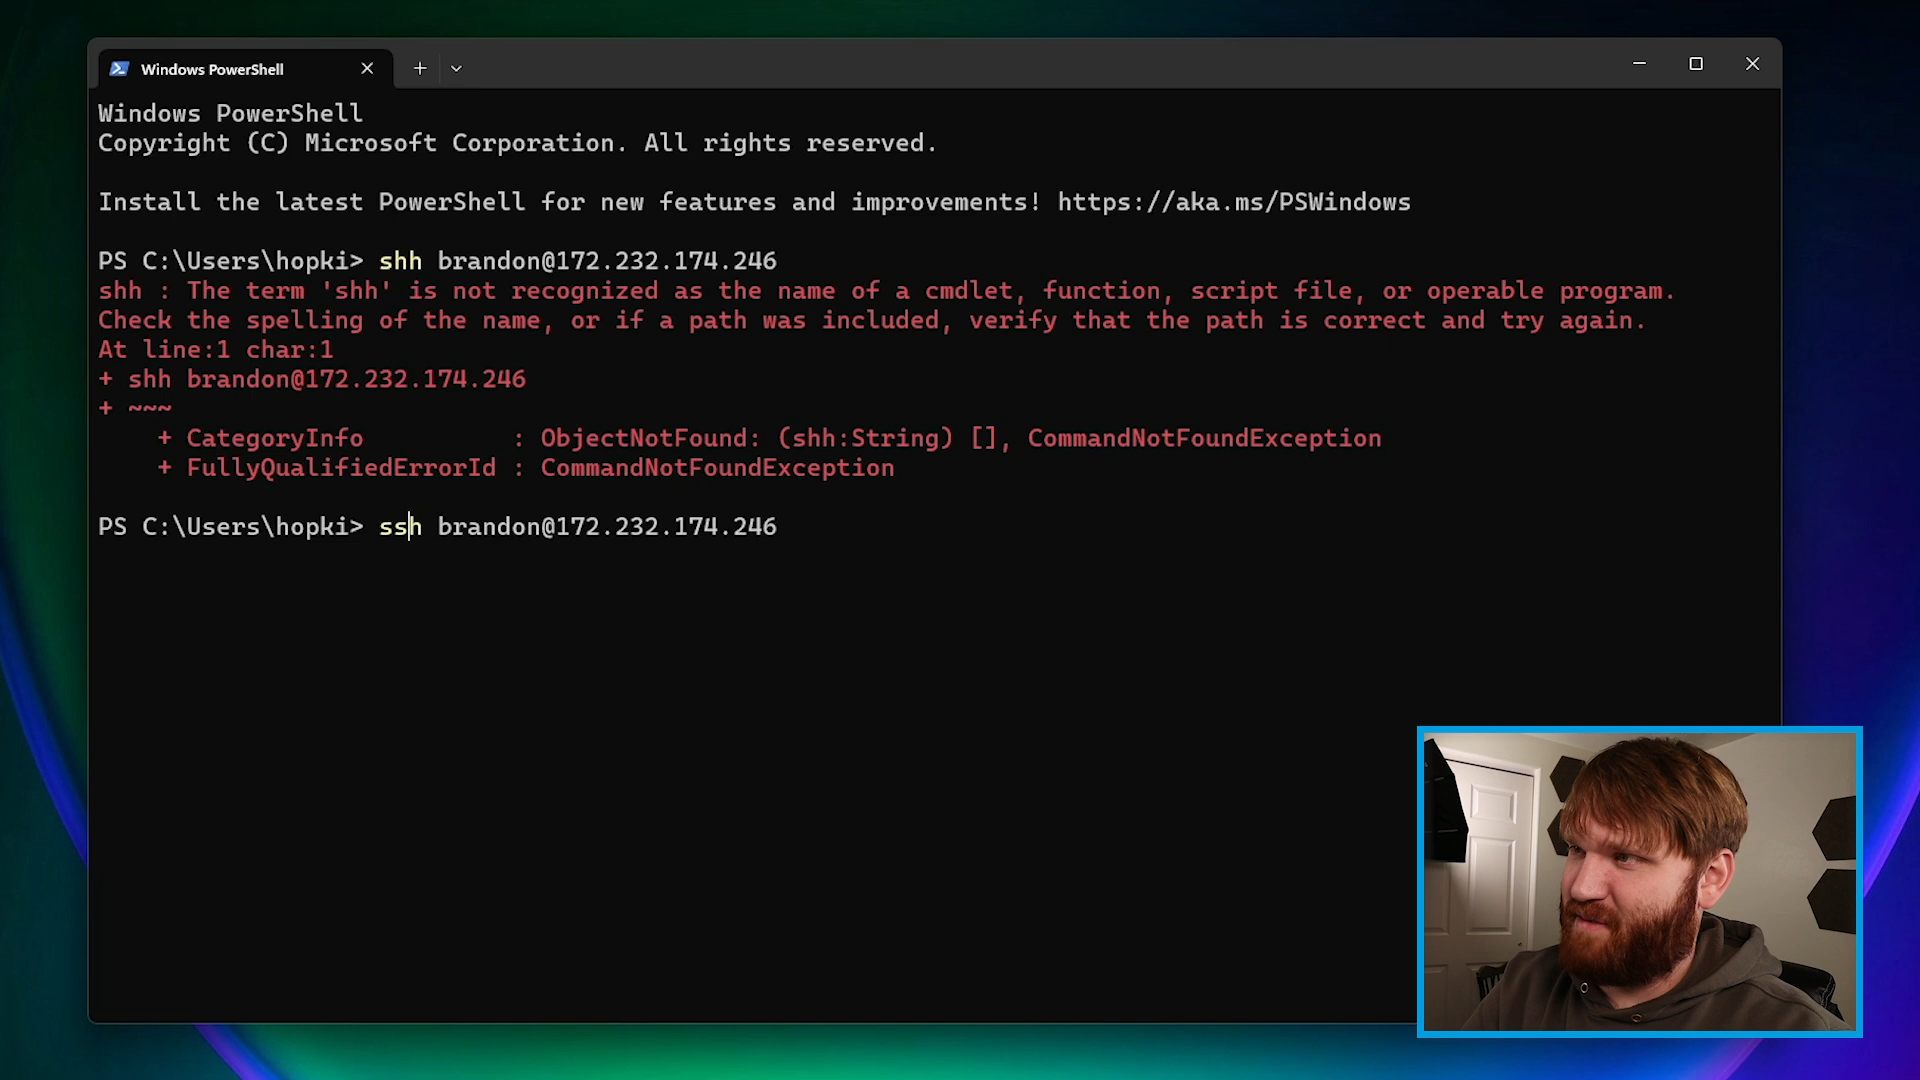 Windows PowerShell
Windows PowerShell
Copyright (C) Microsoft Corporation. All rights reserved.
Install the latest PowerShell for new features and improvements! https://aka.ms/PSWindows
PS C:\Users\hopki> shh brandon@172.232.174.246
shh : The term 'shh' is not recognized as the name of a cmdlet, function, script file, or operable program.
Check the spelling of the name, or if a path was included, verify that the path is correct and try again.
At line:1 char:1
+ shh brandon@172.232.174.246
+ ~~~
    + CategoryInfo          : ObjectNotFound: (shh:String) [], CommandNotFoundException
    + FullyQualifiedErrorId : CommandNotFoundException
PS C:\Users\hopki> ssh brandon@172.232.174.246